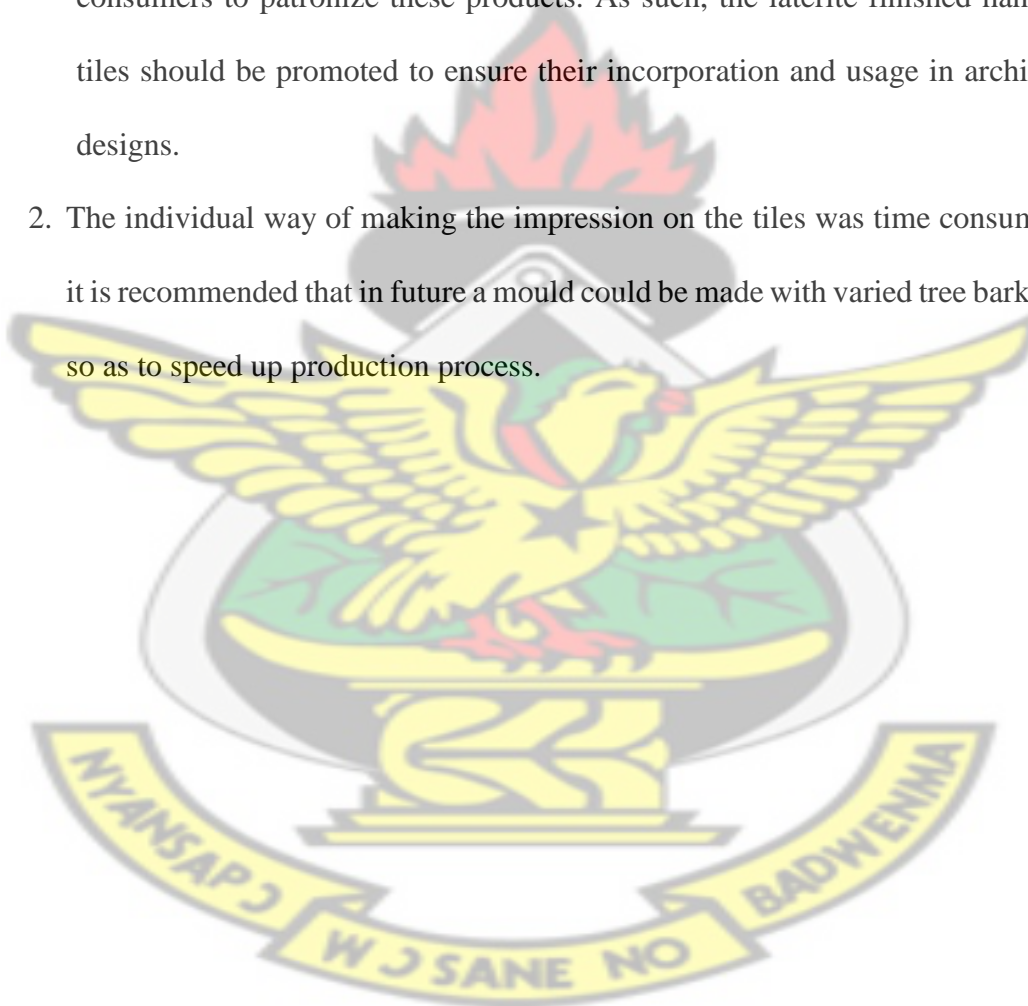 consumers to patronize these products. As such, the laterite finished
tiles should be promoted to ensure their incorporation and usage in archi
designs.
2. The individual way of making the impression on the tiles was time consum
it is recommended that in future a mould could be made with varied tree bark
so as to speed up production process.
NYANSAPƆ
WƆ SANE NO
BADWENMA